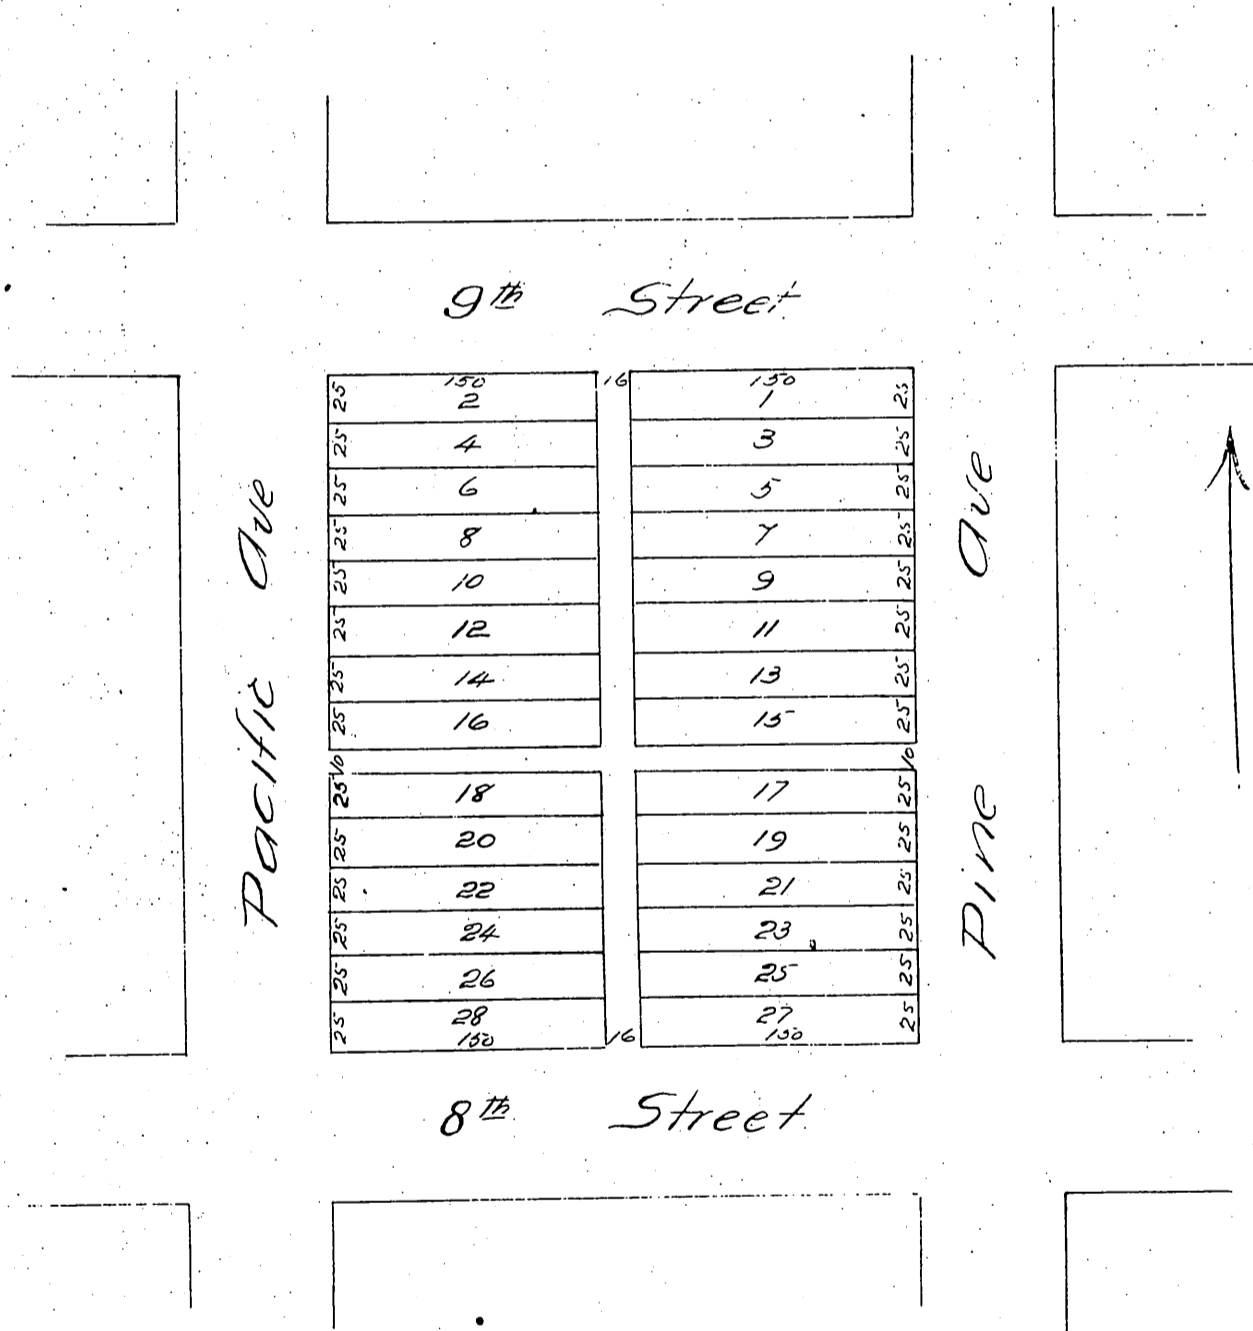 9th Street
150 16 150
25 2 1 25
25 4 3 25
25 6 5 25
25 8 7 25
25 10 9 25
25 12 11 25
25 14 13 25
25 16 15 25
10 10
25 18 17 25
25 20 19 25
25 22 21 25
25 24 23 25
25 26 25 25
25 28 27 25
150 16 150
Pacific Ave
Pine Ave
8th Street